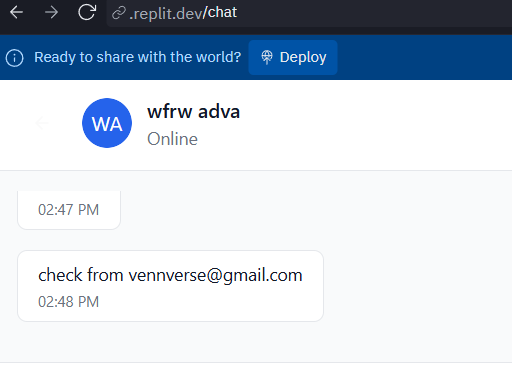 .replit.dev/chat
Ready to share with the world? Deploy
WA
wfrw adva
Online
02:47 PM
check from vennverse@gmail.com
02:48 PM